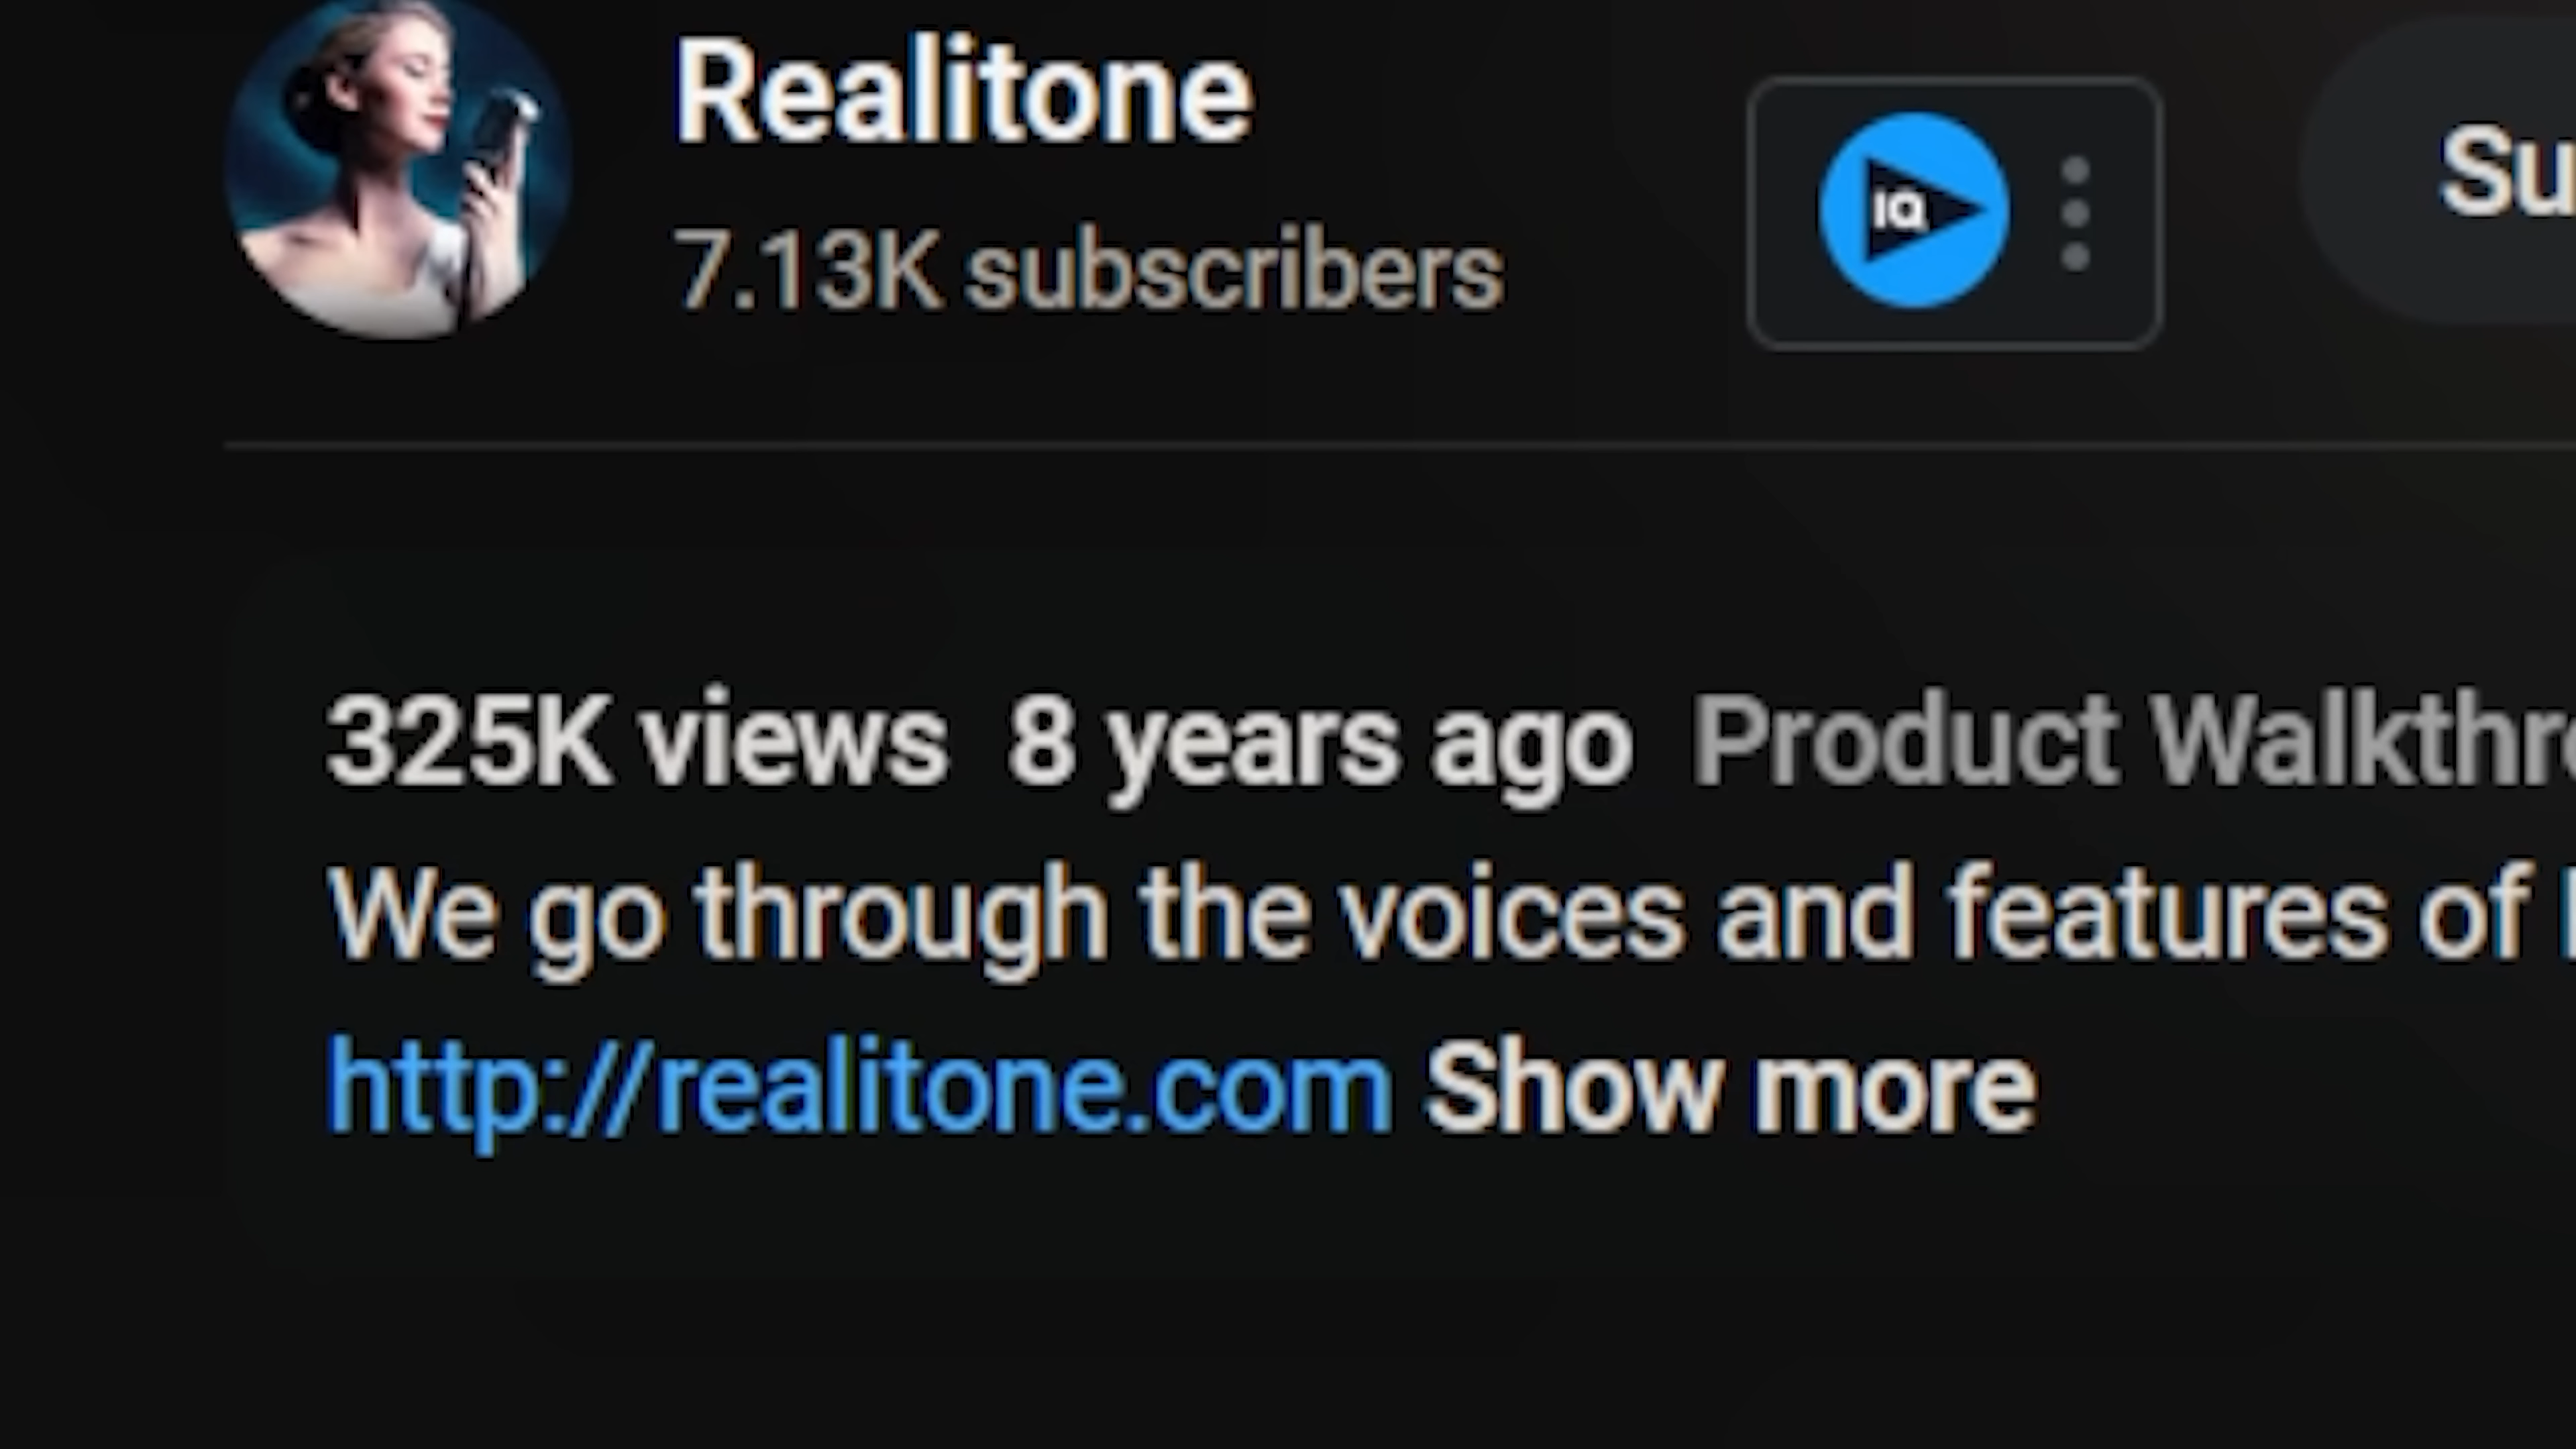 Realitone
7.13K subscribers
IQ
325K views 8 years ago Product
We go through the voices and features of
http://realitone.com Show more